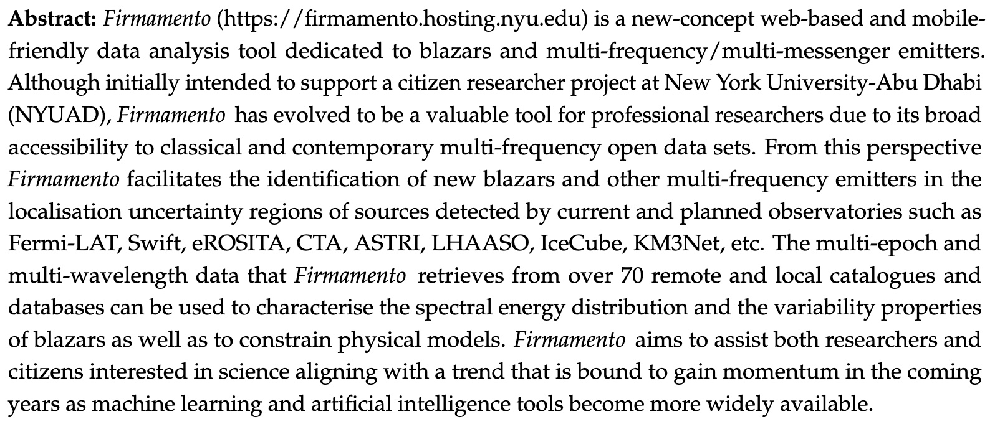 Abstract: Firmamento (https://firmamento.hosting.nyu.edu) is a new-concept web-based and mobile-
friendly data analysis tool dedicated to blazars and multi-frequency/multi-messenger emitters.
Although initially intended to support a citizen researcher project at New York University-Abu Dhabi
(NYUAD), Firmamento has evolved to be a valuable tool for professional researchers due to its broad
accessibility to classical and contemporary multi-frequency open data sets. From this perspective
Firmamento facilitates the identification of new blazars and other multi-frequency emitters in the
localisation uncertainty regions of sources detected by current and planned observatories such as
Fermi-LAT, Swift, eROSITA, CTA, ASTRI, LHAASO, IceCube, KM3Net, etc. The multi-epoch and
multi-wavelength data that Firmamento retrieves from over 70 remote and local catalogues and
databases can be used to characterise the spectral energy distribution and the variability properties
of blazars as well as to constrain physical models. Firmamento aims to assist both researchers and
citizens interested in science aligning with a trend that is bound to gain momentum in the coming
years as machine learning and artificial intelligence tools become more widely available.